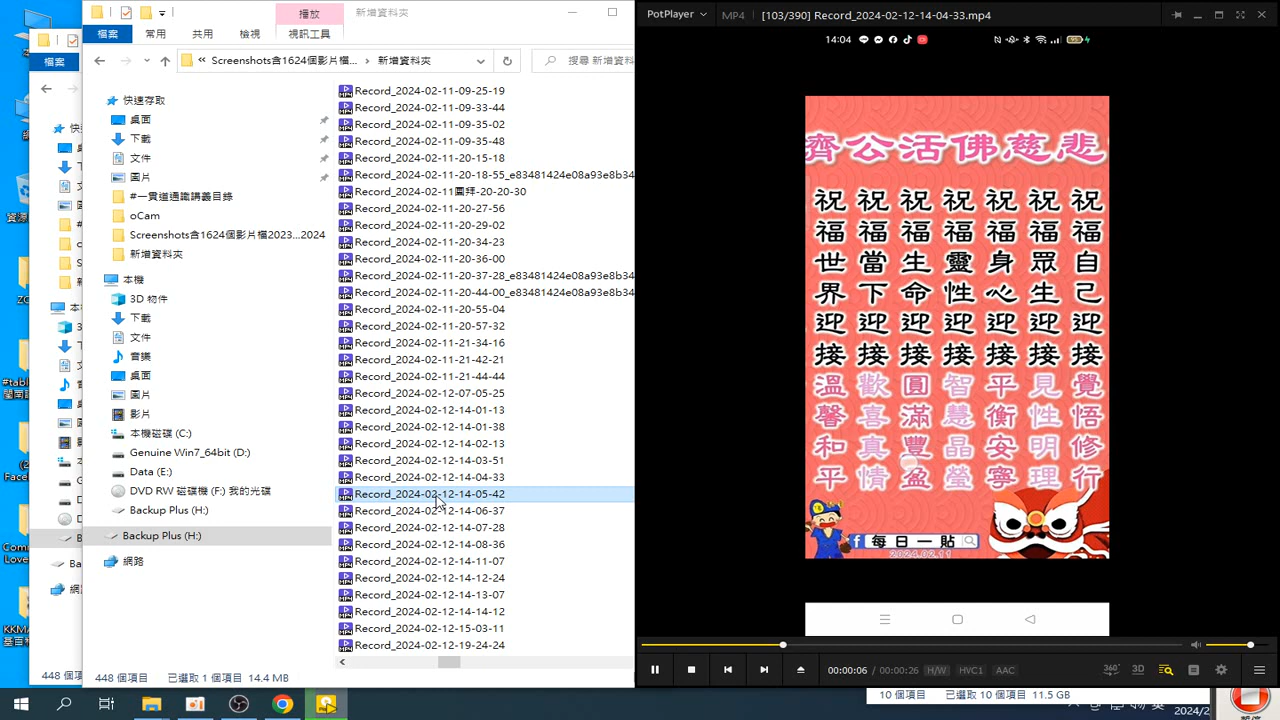 播放
新增資料夾
檔案
常用
共用
檢視
視訊工具
Screenshots含1624個影片檔...
新增資料夾
搜尋 新增資料
快速存取
桌面
下載
文件
圖片
#一貫道通識講義目錄
oCam
Screenshots含1624個影片檔2023...2024
新增資料夾
本機
3D 物件
下載
文件
音樂
桌面
圖片
影片
本機磁碟 (C:)
Genuine Win7_64bit (D:)
Data (E:)
DVD RW 磁碟機 (F:) 我的光碟
Backup Plus (H:)
Backup Plus (H:)
網路
Record_2024-02-11-09-25-19
Record_2024-02-11-09-33-44
Record_2024-02-11-09-35-02
Record_2024-02-11-09-35-48
Record_2024-02-11-20-15-18
Record_2024-02-11-20-18-55_e83481424e08a93e8b34
Record_2024-02-11圓拜-20-20-30
Record_2024-02-11-20-27-56
Record_2024-02-11-20-29-02
Record_2024-02-11-20-34-23
Record_2024-02-11-20-36-00
Record_2024-02-11-20-37-28_e83481424e08a93e8b34
Record_2024-02-11-20-44-00_e83481424e08a93e8b34
Record_2024-02-11-20-55-04
Record_2024-02-11-20-57-32
Record_2024-02-11-21-34-16
Record_2024-02-11-21-42-21
Record_2024-02-11-21-44-44
Record_2024-02-12-07-05-25
Record_2024-02-12-14-01-13
Record_2024-02-12-14-01-38
Record_2024-02-12-14-02-13
Record_2024-02-12-14-03-51
Record_2024-02-12-14-04-33
Record_2024-02-12-14-05-42
Record_2024-02-12-14-06-37
Record_2024-02-12-14-07-28
Record_2024-02-12-14-08-36
Record_2024-02-12-14-11-07
Record_2024-02-12-14-12-24
Record_2024-02-12-14-13-07
Record_2024-02-12-14-14-12
Record_2024-02-12-15-03-11
Record_2024-02-12-19-24-24
448 個項目
已選取 1 個項目
14.4 MB
檔案
448 個項
PotPlayer
MP4
[103/390] Record_2024-02-12-14-04-33.mp4
14:04
悲慈佛活公濟
祝福自己迎接覺悟修行
祝福眾生迎接見性明理
祝福身心迎接平衡安寧
祝福靈性迎接智慧晶瑩
祝福生命迎接圓滿豐盈
祝福當下迎接歡喜真情
祝福世界迎接溫馨和平
每日一貼
2024.02.11
00:00:06 / 00:00:26
H/W
HVC1
AAC
360°
3D
10 個項目
已選取 10 個項目
11.5 GB
2024/2